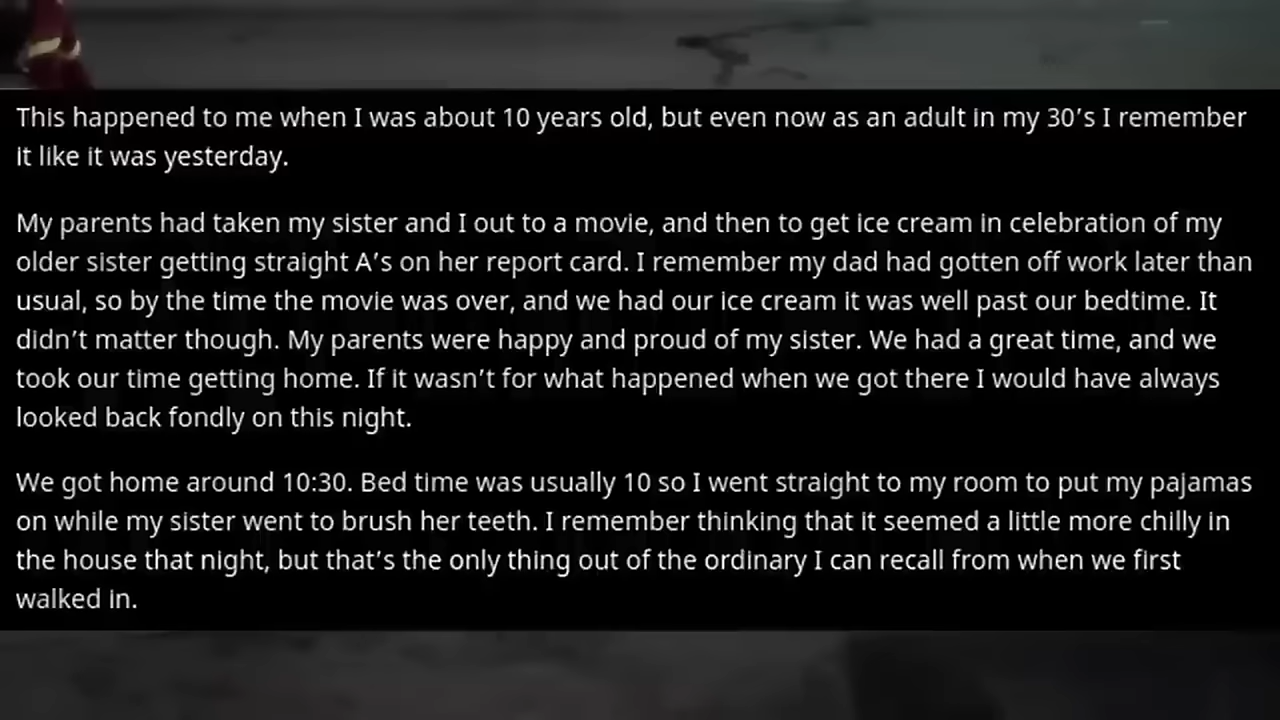 This happened to me when I was about 10 years old, but even now as an adult in my 30’s I remember
it like it was yesterday.
My parents had taken my sister and I out to a movie, and then to get ice cream in celebration of my
older sister getting straight A’s on her report card. I remember my dad had gotten off work later than
usual, so by the time the movie was over, and we had our ice cream it was well past our bedtime. It
didn’t matter though. My parents were happy and proud of my sister. We had a great time, and we
took our time getting home. If it wasn’t for what happened when we got there I would have always
looked back fondly on this night.
We got home around 10:30. Bed time was usually 10 so I went straight to my room to put my pajamas
on while my sister went to brush her teeth. I remember thinking that it seemed a little more chilly in
the house that night, but that’s the only thing out of the ordinary I can recall from when we first
walked in.